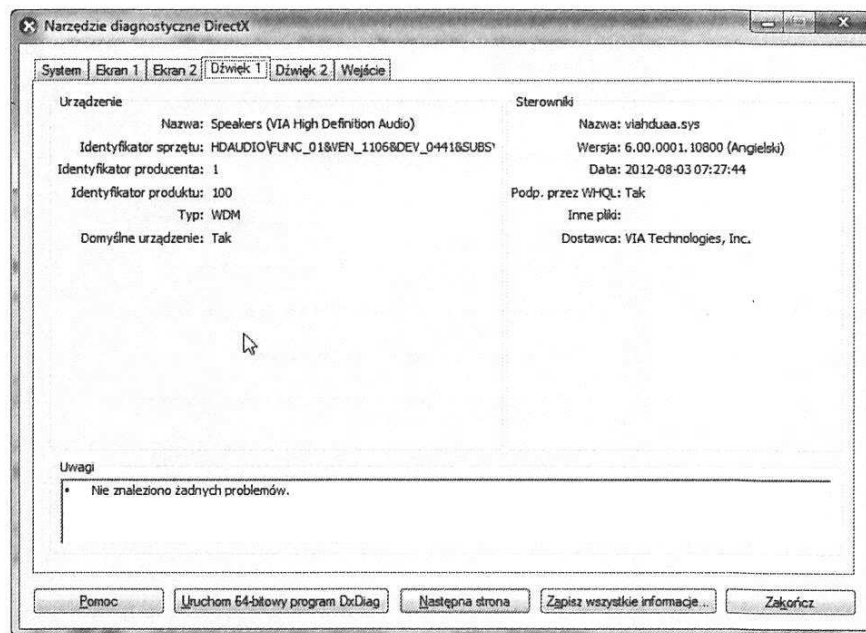 Narzędzie diagnostyczne DirectX
System
Ekran 1
Ekran 2
Dźwięk 1
Dźwięk 2
Wejście
Urządzenie
Nazwa: Speakers (VIA High Definition Audio)
Identyfikator sprzętu: HDAUDIO\FUNC_01&VEN_1106&DEV_0441&SUBSY
Identyfikator producenta: 1
Identyfikator produktu: 100
Typ: WDM
Domyślne urządzenie: Tak
Sterowniki
Nazwa: viahduaa.sys
Wersja: 6.00.0001.10800 (Angielski)
Data: 2012-08-03 07:27:44
Podp. przez WHQL: Tak
Inne pliki:
Dostawca: VIA Technologies, Inc.
Uwagi
• Nie znaleziono żadnych problemów.
Pomoc
Uruchom 64-bitowy program DxDiag
Następna strona
Zapisz wszystkie informacje...
Zakończ